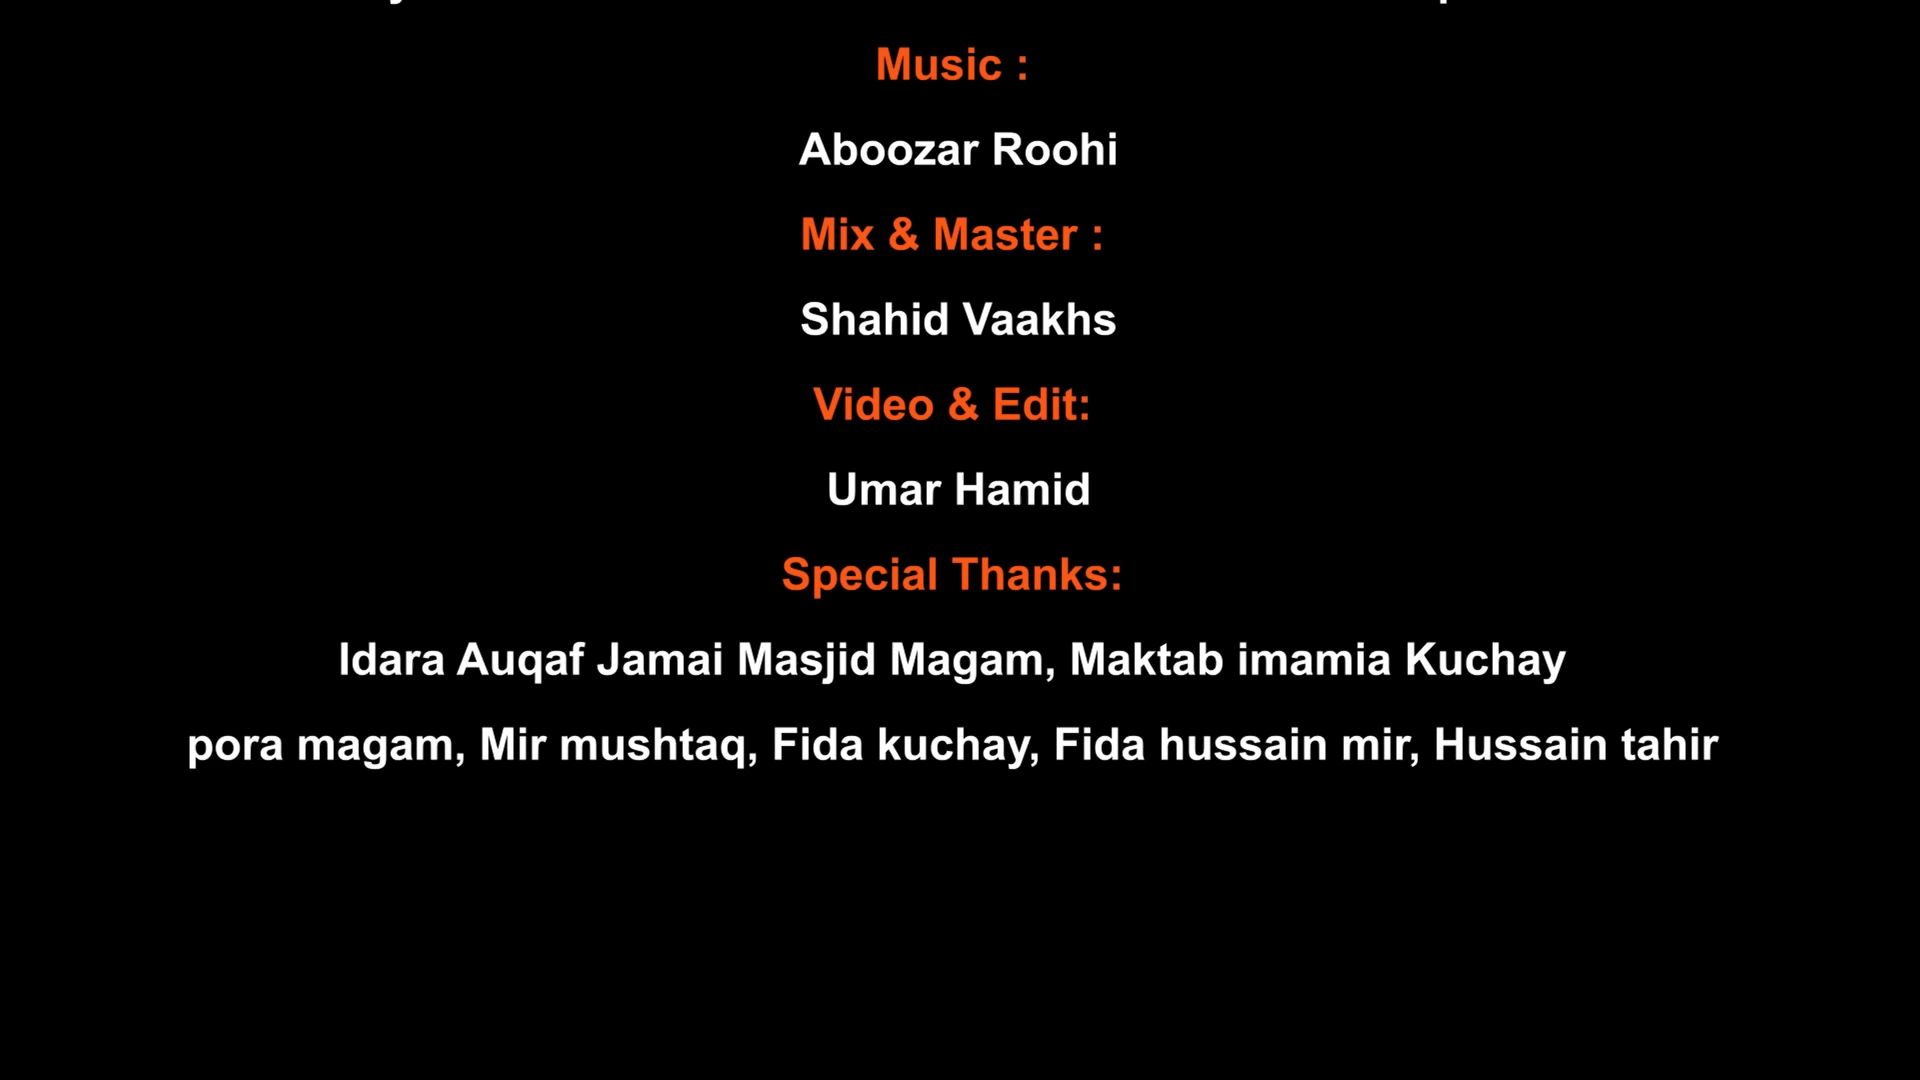 Music :
Aboozar Roohi
Mix & Master :
Shahid Vaakhs
Video & Edit:
Umar Hamid
Special Thanks:
Idara Auqaf Jamai Masjid Magam, Maktab imamia Kuchay
pora magam, Mir mushtaq, Fida kuchay, Fida hussain mir, Hussain tahir